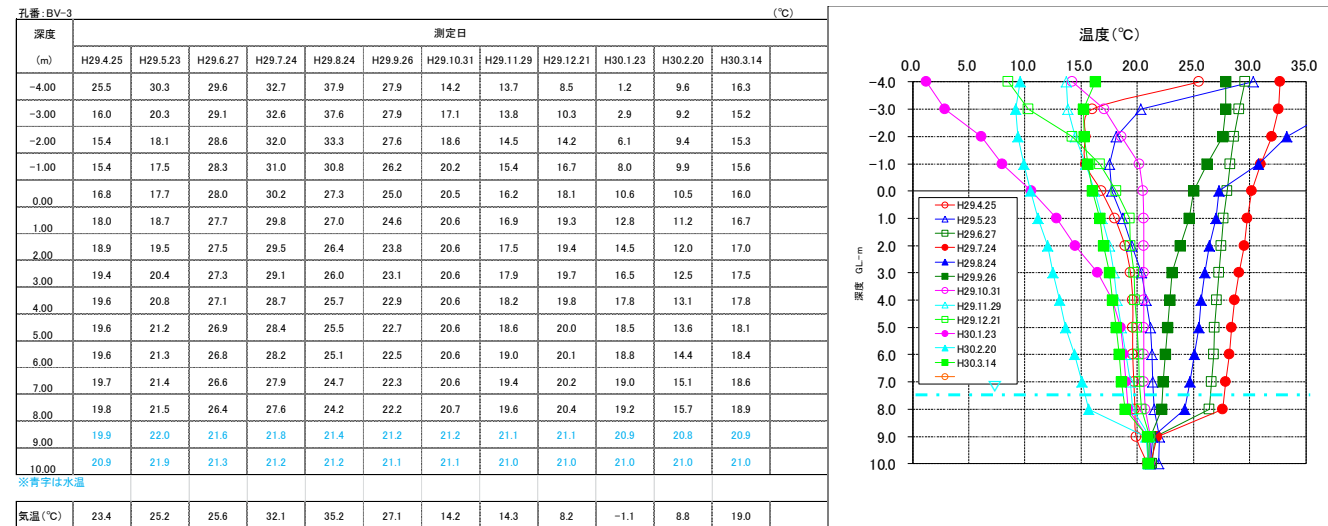 孔番:BV-3 (℃)
深度 測定日
(m) H29.4.25 H29.5.23 H29.6.27 H29.7.24 H29.8.24 H29.9.26 H29.10.31 H29.11.29 H29.12.21 H30.1.23 H30.2.20 H30.3.14
-4.00 25.5 30.3 29.6 32.7 37.9 27.9 14.2 13.7 8.5 1.2 9.6 16.3
-3.00 16.0 20.3 29.1 32.6 37.6 27.9 17.1 13.8 10.3 2.9 9.2 15.2
-2.00 15.4 18.1 28.6 32.0 33.3 27.6 18.6 14.5 14.2 6.1 9.4 15.3
-1.00 15.4 17.5 28.3 31.0 30.8 26.2 20.2 15.4 16.7 8.0 9.9 15.6
0.00 16.8 17.7 28.0 30.2 27.3 25.0 20.5 16.2 18.1 10.6 10.5 16.0
1.00 18.0 18.7 27.7 29.8 27.0 24.6 20.6 16.9 19.3 12.8 11.2 16.7
2.00 18.9 19.5 27.5 29.5 26.4 23.8 20.6 17.5 19.4 14.5 12.0 17.0
3.00 19.4 20.4 27.3 29.1 26.0 23.1 20.6 17.9 19.7 16.5 12.5 17.5
4.00 19.6 20.8 27.1 28.7 25.7 22.9 20.6 18.2 19.8 17.8 13.1 17.8
5.00 19.6 21.2 26.9 28.4 25.5 22.7 20.6 18.6 20.0 18.5 13.6 18.1
6.00 19.6 21.3 26.8 28.2 25.1 22.5 20.6 19.0 20.1 18.8 14.4 18.4
7.00 19.7 21.4 26.6 27.9 24.7 22.3 20.6 19.4 20.2 19.0 15.1 18.6
8.00 19.8 21.5 26.4 27.6 24.2 22.2 20.7 19.6 20.4 19.2 15.7 18.9
9.00 19.9 22.0 21.6 21.8 21.4 21.2 21.2 21.1 21.1 20.9 20.8 20.9
10.00 20.9 21.9 21.3 21.2 21.2 21.1 21.1 21.0 21.0 21.0 21.0 21.0
※青字は水温
気温(℃) 23.4 25.2 25.6 32.1 35.2 27.1 14.2 14.3 8.2 -1.1 8.8 19.0
温度(℃)
0.0 5.0 10.0 15.0 20.0 25.0 30.0 35.0
-4.0
-3.0
-2.0
-1.0
0.0
1.0
2.0
3.0
4.0
5.0
6.0
7.0
8.0
9.0
10.0
深度 GL-m
H29.4.25
H29.5.23
H29.6.27
H29.7.24
H29.8.24
H29.9.26
H29.10.31
H29.11.29
H29.12.21
H30.1.23
H30.2.20
H30.3.14